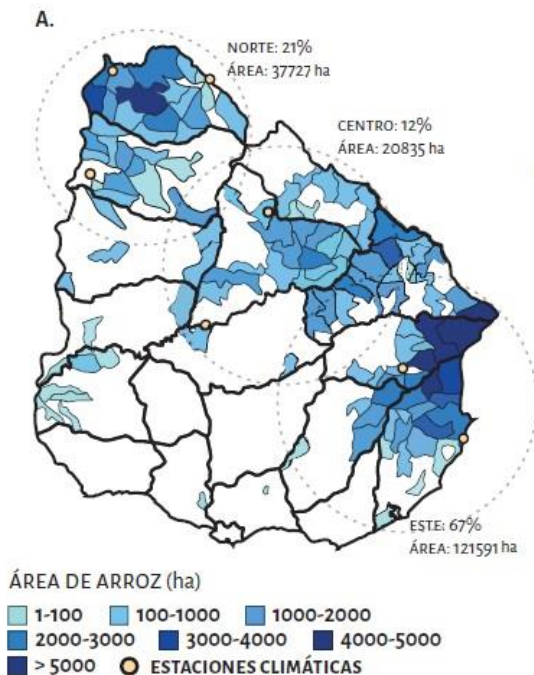 A.
NORTE: 21%
ÁREA: 37727 ha
CENTRO: 12%
ÁREA: 20835 ha
ESTE: 67%
ÁREA: 121591 ha
ÁREA DE ARROZ (ha)
1-100 100-1000 1000-2000
2000-3000 3000-4000 4000-5000
> 5000 ESTACIONES CLIMÁTICAS